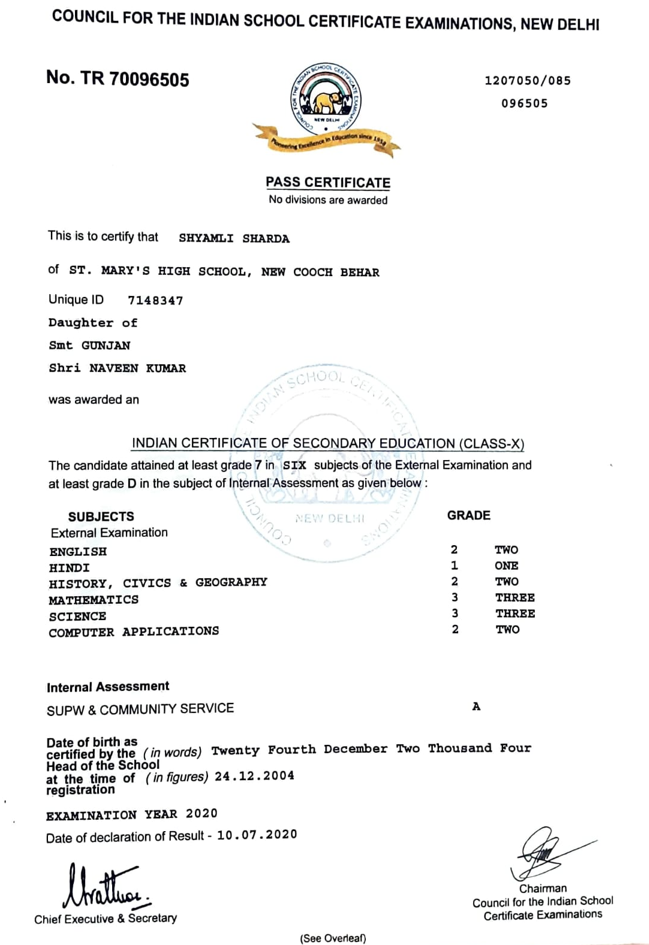 COUNCIL FOR THE INDIAN SCHOOL CERTIFICATE EXAMINATIONS, NEW DELHI
No. TR 70096505
1207050/085
096505
COUNCIL FOR THE INDIAN SCHOOL CERTIFICATE EXAMINATIONS
NEW DELHI
Pioneering Excellence in Education since 1958
PASS CERTIFICATE
No divisions are awarded
This is to certify that SHYAMLI SHARDA
of ST. MARY'S HIGH SCHOOL, NEW COOCH BEHAR
Unique ID 7148347
Daughter of
Smt GUNJAN
Shri NAVEEN KUMAR
was awarded an
INDIAN CERTIFICATE OF SECONDARY EDUCATION (CLASS-X)
The candidate attained at least grade 7 in SIX subjects of the External Examination and
at least grade D in the subject of Internal Assessment as given below :
SUBJECTS GRADE
External Examination
ENGLISH 2 TWO
HINDI 1 ONE
HISTORY, CIVICS & GEOGRAPHY 2 TWO
MATHEMATICS 3 THREE
SCIENCE 3 THREE
COMPUTER APPLICATIONS 2 TWO
NEW DELHI
Internal Assessment
SUPW & COMMUNITY SERVICE A
Date of birth as
certified by the (in words) Twenty Fourth December Two Thousand Four
Head of the School
at the time of (in figures) 24.12.2004
registration
EXAMINATION YEAR 2020
Date of declaration of Result - 10.07.2020
Chief Executive & Secretary
Chairman
Council for the Indian School
Certificate Examinations
(See Overleaf)